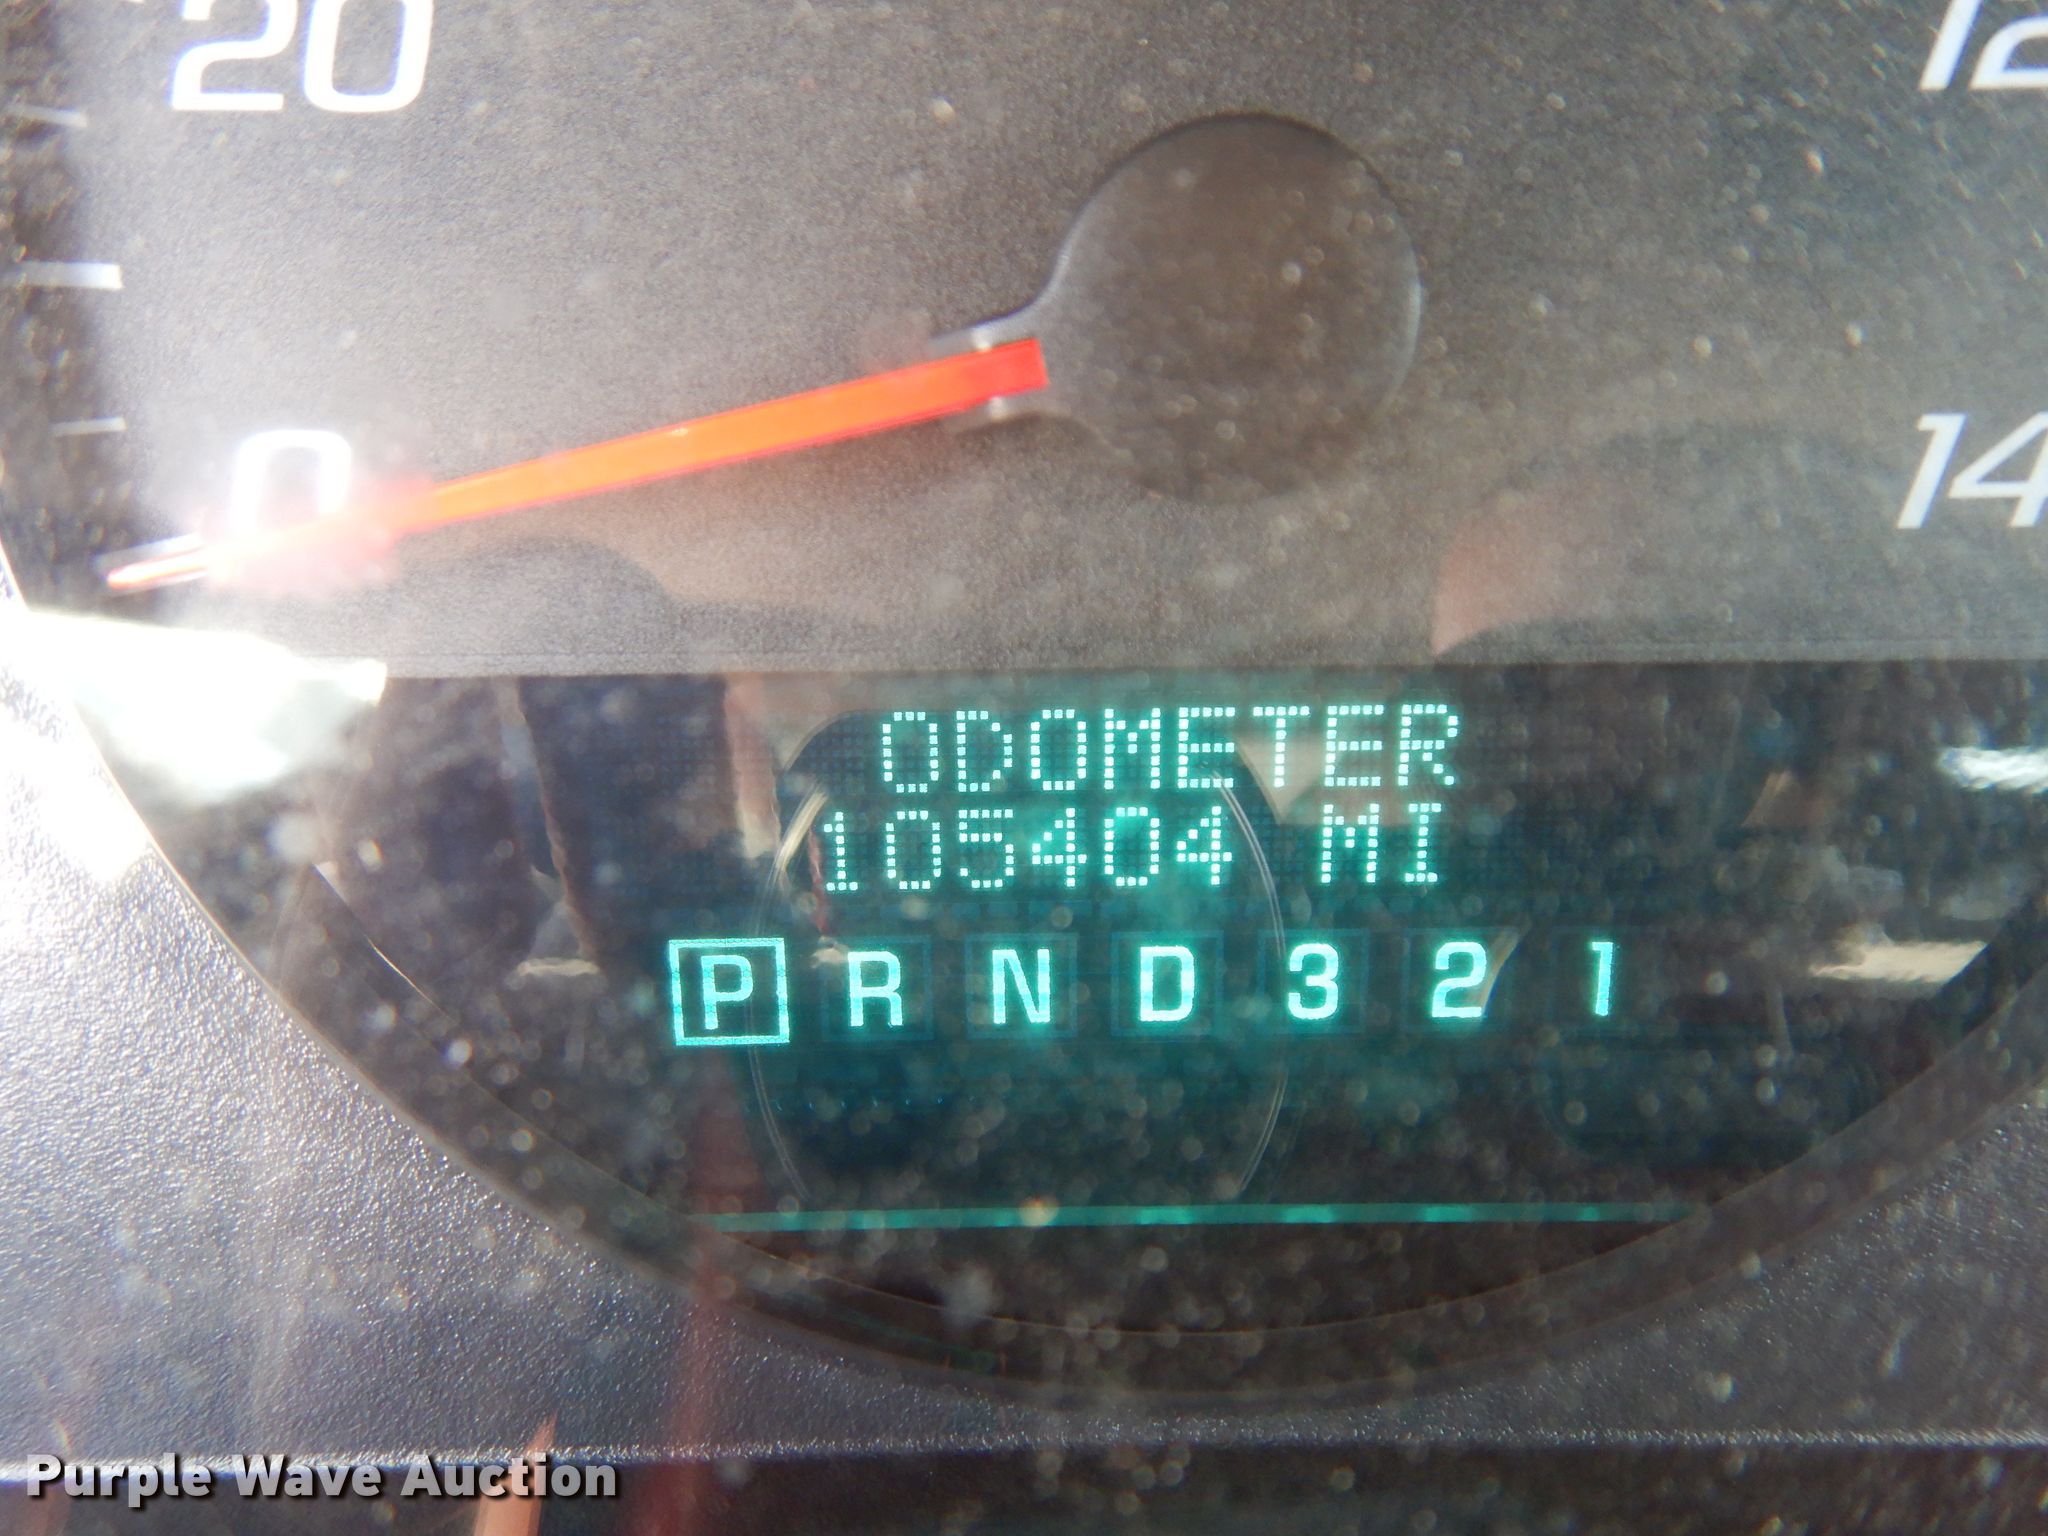 20
12
0
14
ODOMETER
105404 MI
P R N D 3 2 1
Purple Wave Auction